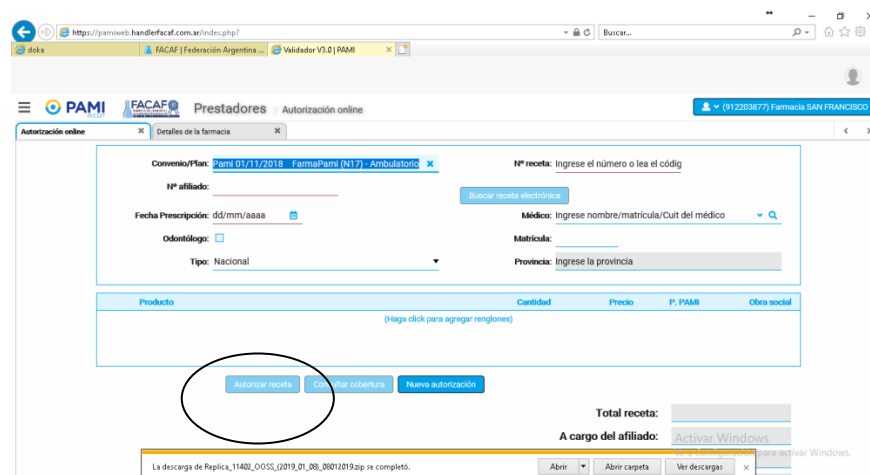 https://pamiweb.handlerfacaf.com.ar/index.php?
Buscar...
doka
FACAF | Federación Argentina ...
Validador V3.0 | PAMI
PAMI
FACAF
Prestadores / Autorización online
(912203877) Farmacia SAN FRANCISCO
Autorización online
Detalles de la farmacia
Convenio/Plan: Pami 01/11/2018 FarmaPami (N17) - Ambulatorio
Nº receta: Ingrese el número o lea el códig
Nº afiliado:
Buscar receta electrónica
Fecha Prescripción: dd/mm/aaaa
Médico: Ingrese nombre/matrícula/Cuit del médico
Odontólogo:
Matrícula:
Tipo: Nacional
Provincia: Ingrese la provincia
Producto Cantidad Precio P. PAMI Obra social
(Haga click para agregar renglones)
Autorizar receta
Consultar cobertura
Nueva autorización
Total receta:
A cargo del afiliado:
Activar Windows
para activar Windows.
La descarga de Replica_11402_OOSS_(2019_01_08)_08012019.zip se completó.
Abrir
Abrir carpeta
Ver descargas